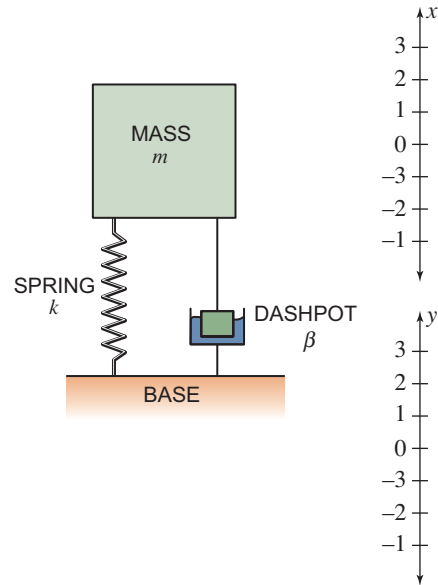 x
3
2
1
0
–3
–2
–1
MASS
m
SPRING
k
DASHPOT
β
BASE
y
3
2
1
0
–3
–2
–1